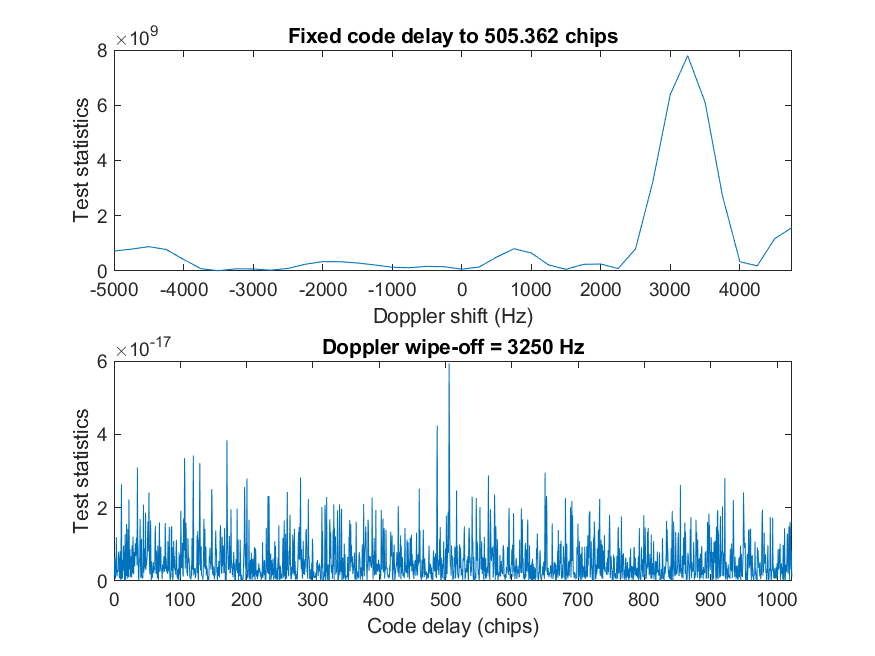 ×10^9
Fixed code delay to 505.362 chips
8
6
4
2
0
Test statistics
-5000 -4000 -3000 -2000 -1000 0 1000 2000 3000 4000
Doppler shift (Hz)
×10^-17
Doppler wipe-off = 3250 Hz
6
4
2
0
Test statistics
0 100 200 300 400 500 600 700 800 900 1000
Code delay (chips)